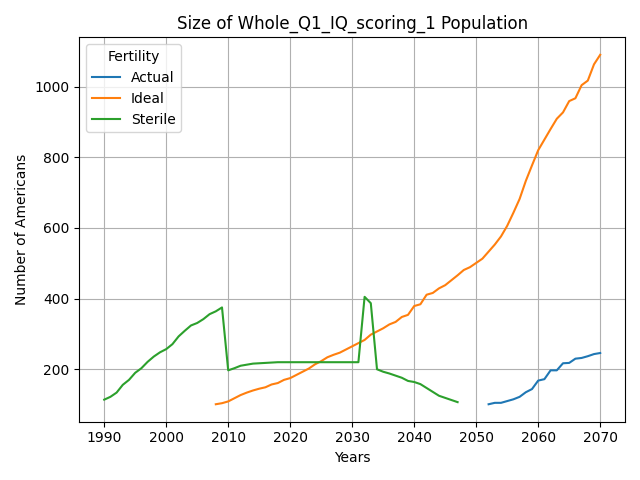 Size of Whole_Q1_IQ_scoring_1 Population
Fertility
Actual
Ideal
Sterile
Number of Americans
1000
800
600
400
200
1990 2000 2010 2020 2030 2040 2050 2060 2070
Years